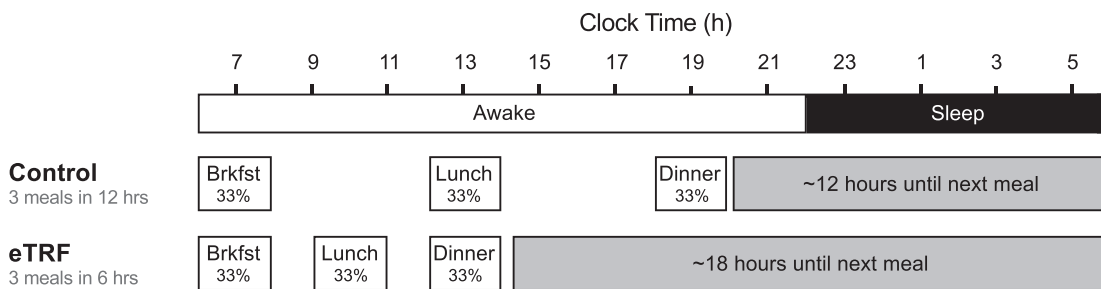 Clock Time (h)
7 9 11 13 15 17 19 21 23 1 3 5
Awake Sleep
Control
3 meals in 12 hrs
Brkfst
33%
Lunch
33%
Dinner
33%
~12 hours until next meal
eTRF
3 meals in 6 hrs
Brkfst
33%
Lunch
33%
Dinner
33%
~18 hours until next meal